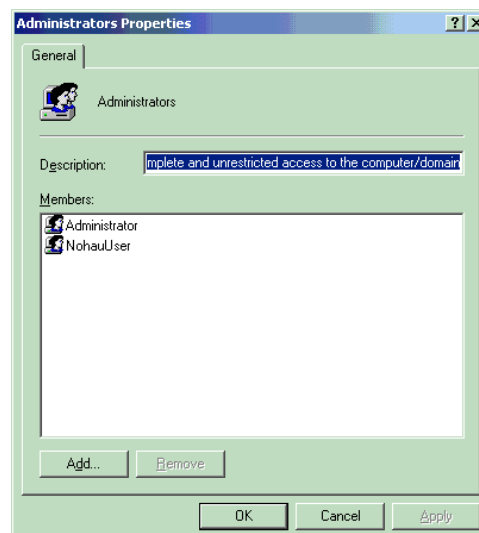 Administrators Properties
General
Administrators
Description: mplete and unrestricted access to the computer/domain
Members:
Administrator
NohauUser
Add... Remove
OK Cancel Apply